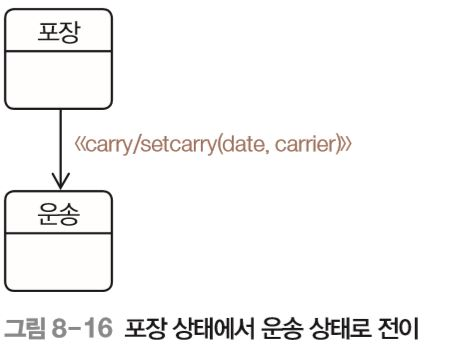 포장
《carry/setcarry(date, carrier)》
운송
그림 8-16 포장 상태에서 운송 상태로 전이